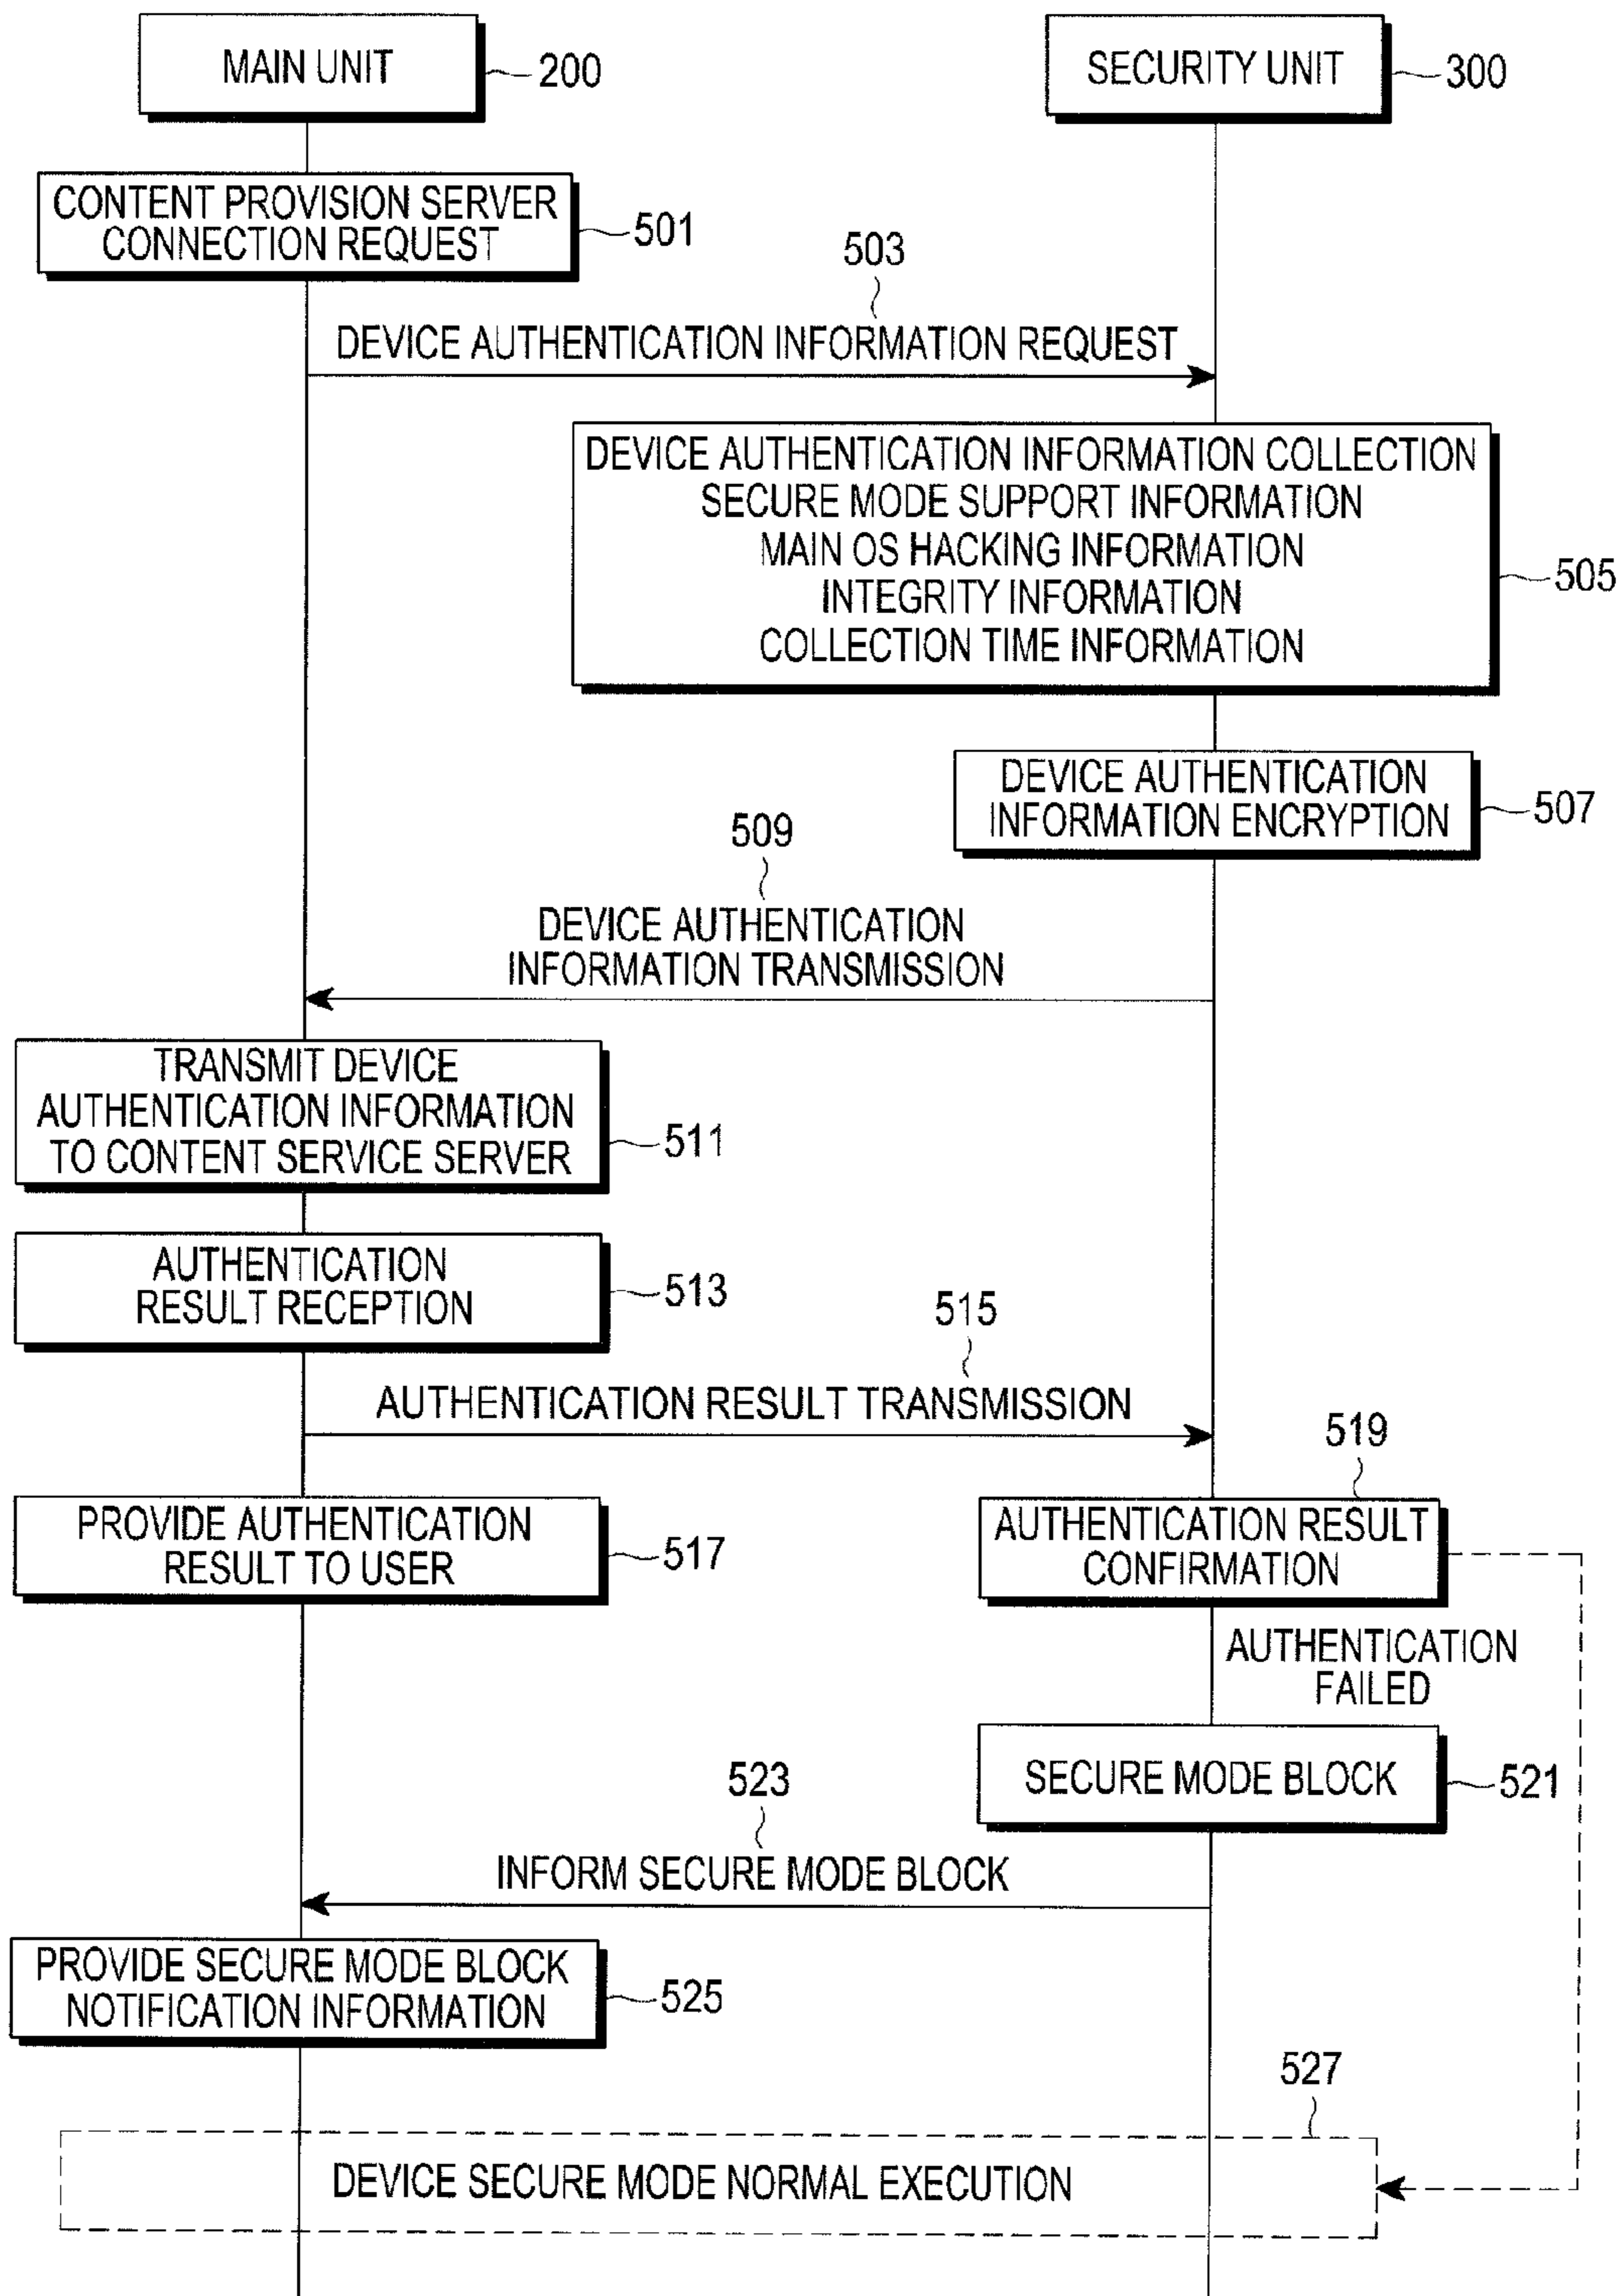 MAIN UNIT
200
SECURITY UNIT
300
CONTENT PROVISION SERVER
CONNECTION REQUEST
501
503
DEVICE AUTHENTICATION INFORMATION REQUEST
DEVICE AUTHENTICATION INFORMATION COLLECTION
SECURE MODE SUPPORT INFORMATION
MAIN OS HACKING INFORMATION
INTEGRITY INFORMATION
COLLECTION TIME INFORMATION
505
DEVICE AUTHENTICATION
INFORMATION ENCRYPTION
507
509
DEVICE AUTHENTICATION
INFORMATION TRANSMISSION
TRANSMIT DEVICE
AUTHENTICATION INFORMATION
TO CONTENT SERVICE SERVER
511
AUTHENTICATION
RESULT RECEPTION
513
515
AUTHENTICATION RESULT TRANSMISSION
PROVIDE AUTHENTICATION
RESULT TO USER
517
519
AUTHENTICATION RESULT
CONFIRMATION
AUTHENTICATION
FAILED
SECURE MODE BLOCK
521
523
INFORM SECURE MODE BLOCK
PROVIDE SECURE MODE BLOCK
NOTIFICATION INFORMATION
525
527
DEVICE SECURE MODE NORMAL EXECUTION